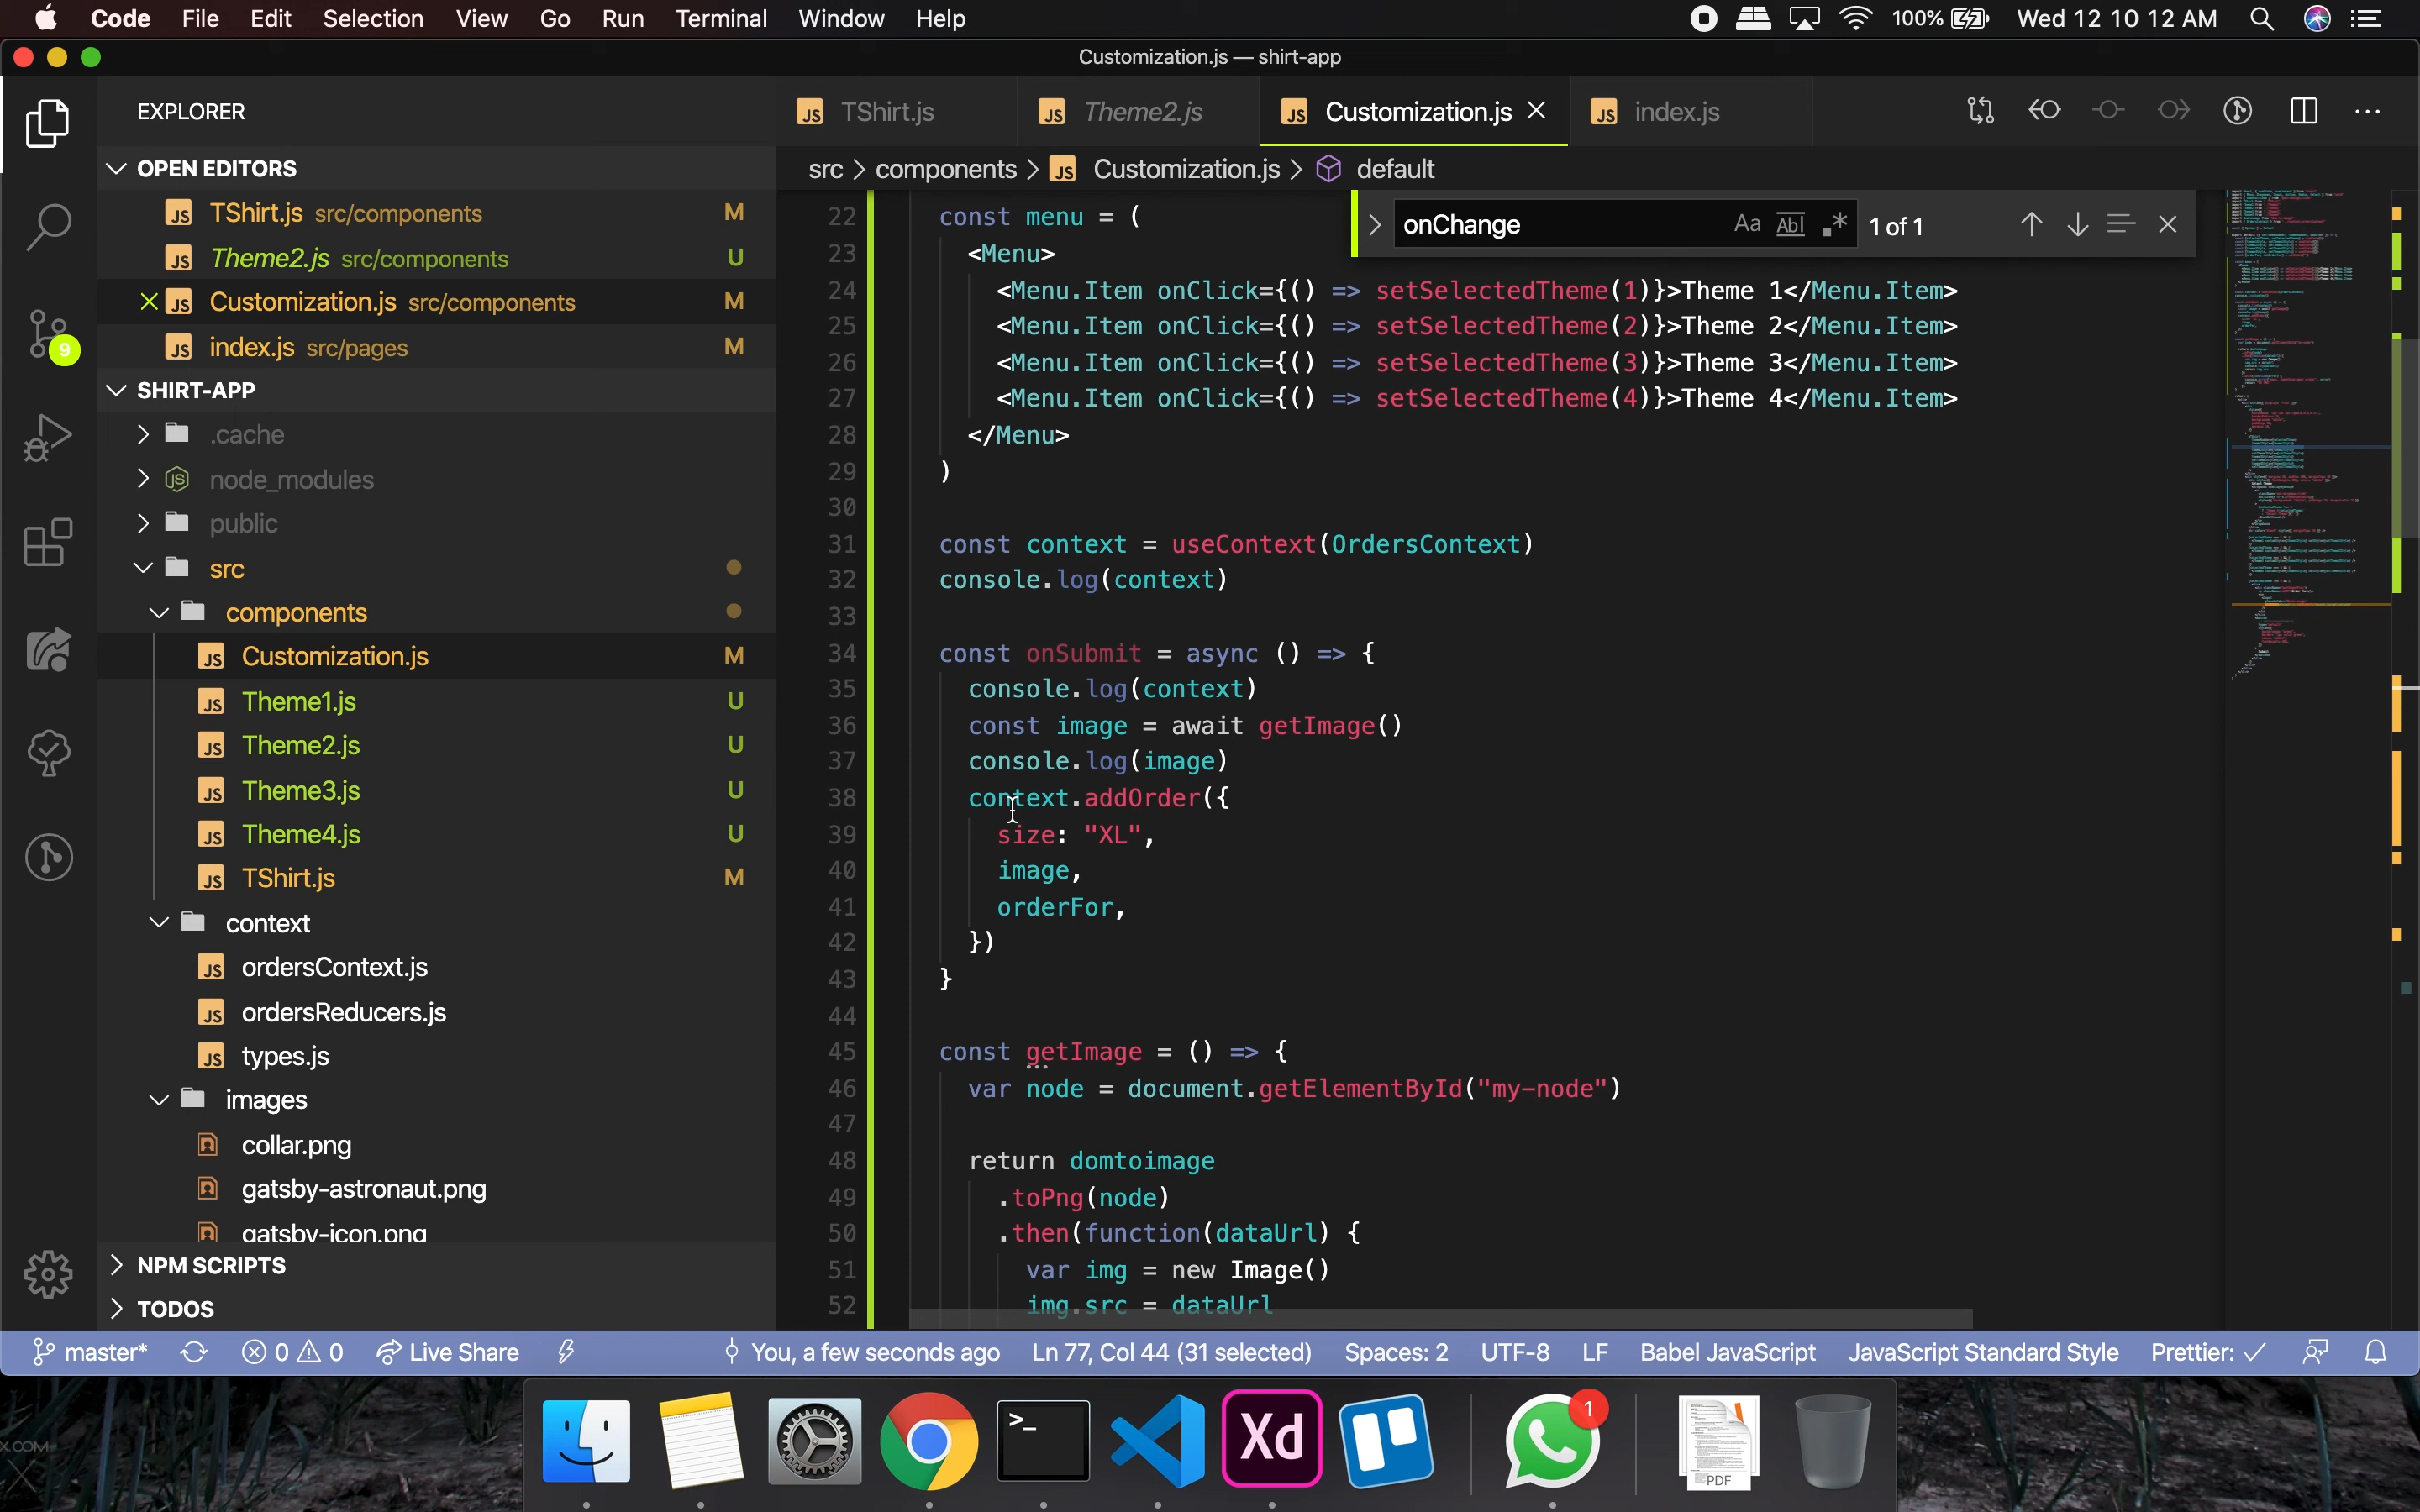 Code File Edit Selection View Go Run Terminal Window Help 100% Wed 12 10 12 AM
Customization.js — shirt-app
EXPLORER
OPEN EDITORS
TShirt.js src/components M
Theme2.js src/components U
Customization.js src/components M
index.js src/pages M
SHIRT-APP
.cache
node_modules
public
src
components
Customization.js M
Theme1.js U
Theme2.js U
Theme3.js U
Theme4.js U
TShirt.js M
context
ordersContext.js
ordersReducers.js
types.js
images
collar.png
gatsby-astronaut.png
gatsby-icon.png
NPM SCRIPTS
TODOS
9
TShirt.js Theme2.js Customization.js index.js
src > components > Customization.js > default
onChange Aa Abl .* 1 of 1
22 const menu = (
23 <Menu>
24 <Menu.Item onClick={() => setSelectedTheme(1)}>Theme 1</Menu.Item>
25 <Menu.Item onClick={() => setSelectedTheme(2)}>Theme 2</Menu.Item>
26 <Menu.Item onClick={() => setSelectedTheme(3)}>Theme 3</Menu.Item>
27 <Menu.Item onClick={() => setSelectedTheme(4)}>Theme 4</Menu.Item>
28 </Menu>
29 )
30
31 const context = useContext(OrdersContext)
32 console.log(context)
33
34 const onSubmit = async () => {
35 console.log(context)
36 const image = await getImage()
37 console.log(image)
38 context.addOrder({
39 size: "XL",
40 image,
41 orderFor,
42 })
43 }
44
45 const getImage = () => {
46 var node = document.getElementById("my-node")
47
48 return domtoimage
49 .toPng(node)
50 .then(function(dataUrl) {
51 var img = new Image()
52 img.src = dataUrl
master* 0 0 Live Share You, a few seconds ago Ln 77, Col 44 (31 selected) Spaces: 2 UTF-8 LF Babel JavaScript JavaScript Standard Style Prettier: ✓
>_
Xd
1
PDF
X.COM